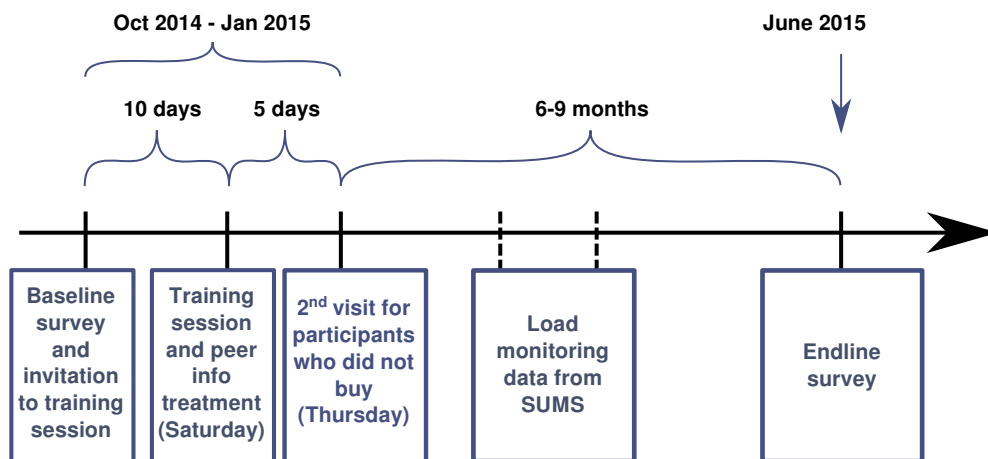 Oct 2014 - Jan 2015
June 2015
10 days
5 days
6-9 months
Baseline
survey
and
invitation
to training
session
Training
session
and peer
info
treatment
(Saturday)
2nd visit for
participants
who did not
buy
(Thursday)
Load
monitoring
data from
SUMS
Endline
survey